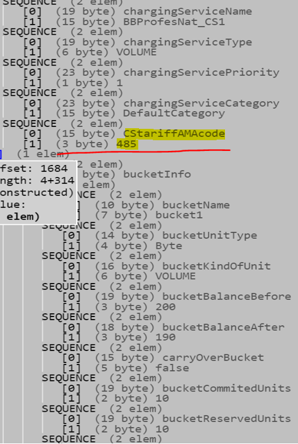 SEQUENCE (2 elem)
[0] (19 byte) chargingServiceName
[1] (15 byte) BBProfesNat_CS1
SEQUENCE (2 elem)
[0] (19 byte) chargingServiceType
[1] (6 byte) VOLUME
SEQUENCE (2 elem)
[0] (23 byte) chargingServicePriority
[1] (1 byte) 1
SEQUENCE (2 elem)
[0] (23 byte) chargingServiceCategory
[1] (15 byte) DefaultCategory
SEQUENCE (2 elem)
[0] (15 byte) CStariffAMAcode
[1] (3 byte) 485
(1 elem)
fset: 1684
ngth: 4+314
onstructed)
lue:
elem)
(2 elem)
byte) bucketInfo
elem)
(2 elem)
(10 byte) bucketName
(7 byte) bucket1
SEQUENCE (2 elem)
[0] (14 byte) bucketUnitType
[1] (4 byte) Byte
SEQUENCE (2 elem)
[0] (16 byte) bucketKindOfUnit
[1] (6 byte) VOLUME
SEQUENCE (2 elem)
[0] (19 byte) bucketBalanceBefore
[1] (3 byte) 200
SEQUENCE (2 elem)
[0] (18 byte) bucketBalanceAfter
[1] (3 byte) 190
SEQUENCE (2 elem)
[0] (15 byte) carryOverBucket
[1] (5 byte) false
SEQUENCE (2 elem)
[0] (19 byte) bucketCommitedUnits
[1] (2 byte) 10
SEQUENCE (2 elem)
[0] (19 byte) bucketReservedUnits
[1] (2 byte) 10